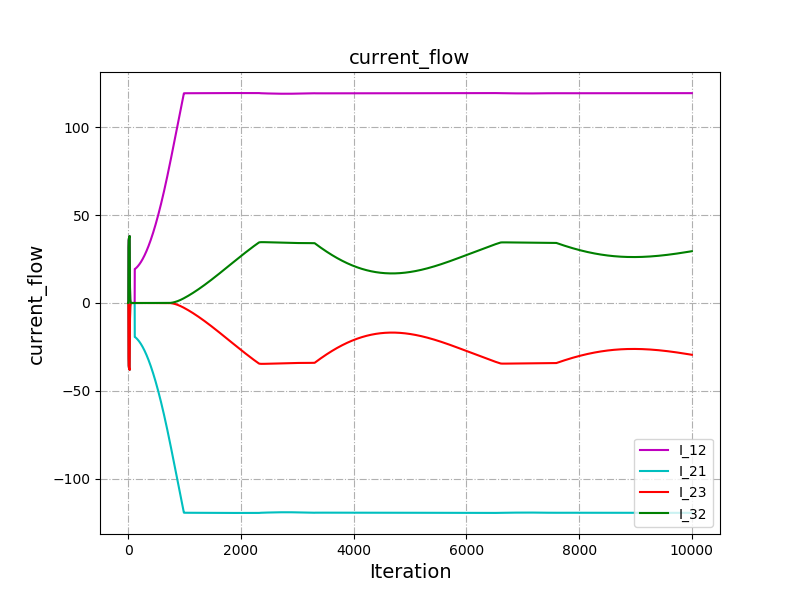 current_flow
100
50
0
−50
−100
current_flow
0
2000
4000
6000
8000
10000
Iteration
I_12
I_21
I_23
I_32